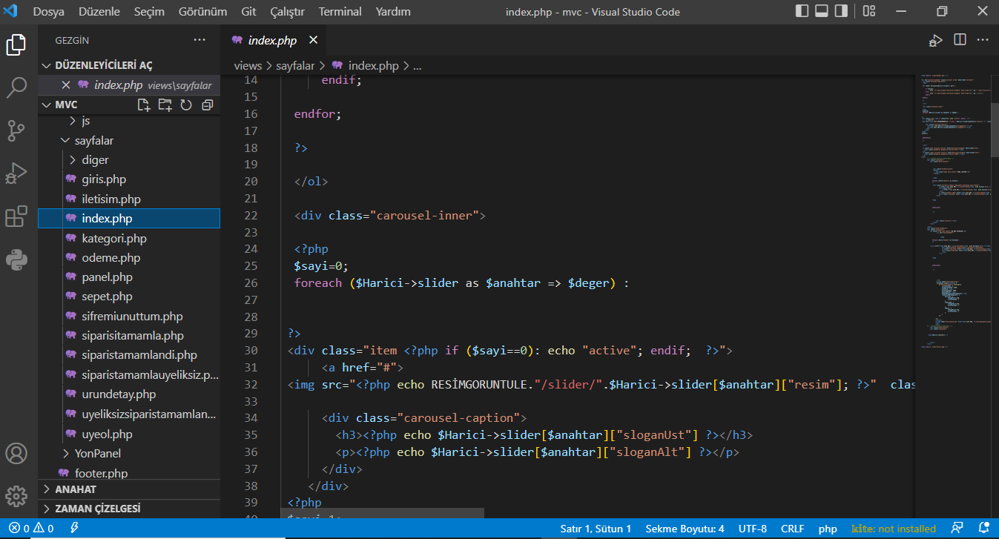 Dosya Düzenle Seçim Görünüm Git Çalıştır Terminal Yardım
index.php - mvc - Visual Studio Code
GEZGİN
DÜZENLEYİCİLERİ AÇ
index.php views\sayfalar
MVC
js
sayfalar
diger
giris.php
iletisim.php
index.php
kategori.php
odeme.php
panel.php
sepet.php
sifremiunuttum.php
siparisitamamla.php
siparistamamlandi.php
siparistamamlauyeliksiz.p...
urundetay.php
uyeliksizsiparistamamlan...
uyeol.php
YonPanel
footer.php
ANAHAT
ZAMAN ÇİZELGESİ
index.php
views > sayfalar > index.php > ...
14 endif;
15
16 endfor;
17
18 ?>
19
20 </ol>
21
22 <div class="carousel-inner">
23
24 <?php
25 $sayi=0;
26 foreach ($Harici->slider as $anahtar => $deger) :
27
28
29 ?>
30 <div class="item <?php if ($sayi==0): echo "active"; endif;  ?>">
31 <a href="#">
32 <img src="<?php echo RESİMGORUNTULE."/slider/".$Harici->slider[$anahtar]["resim"]; ?>"  clas
33
34 <div class="carousel-caption">
35 <h3><?php echo $Harici->slider[$anahtar]["sloganUst"] ?></h3>
36 <p><?php echo $Harici->slider[$anahtar]["sloganAlt"] ?></p>
37 </div>
38 </div>
39 <?php
0 0
Satır 1, Sütun 1 Sekme Boyutu: 4 UTF-8 CRLF php kite: not installed